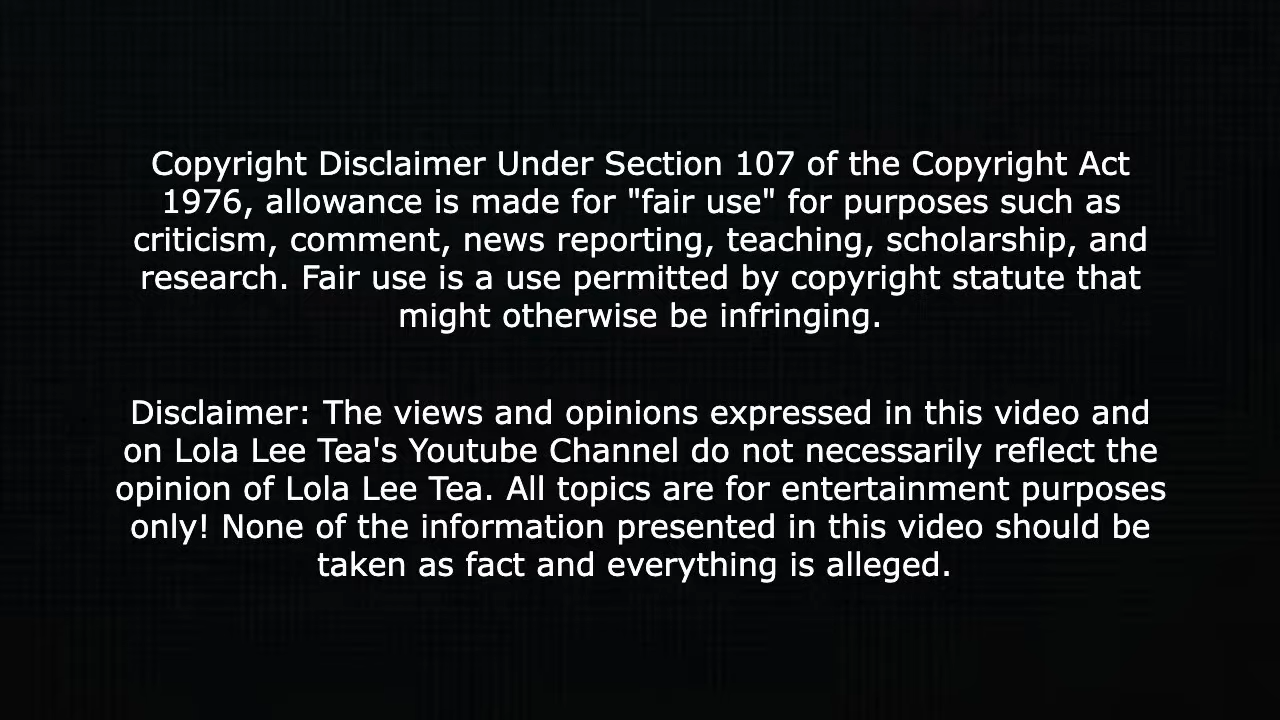 Copyright Disclaimer Under Section 107 of the Copyright Act
1976, allowance is made for "fair use" for purposes such as
criticism, comment, news reporting, teaching, scholarship, and
research. Fair use is a use permitted by copyright statute that
might otherwise be infringing.
Disclaimer: The views and opinions expressed in this video and
on Lola Lee Tea's Youtube Channel do not necessarily reflect the
opinion of Lola Lee Tea. All topics are for entertainment purposes
only! None of the information presented in this video should be
taken as fact and everything is alleged.